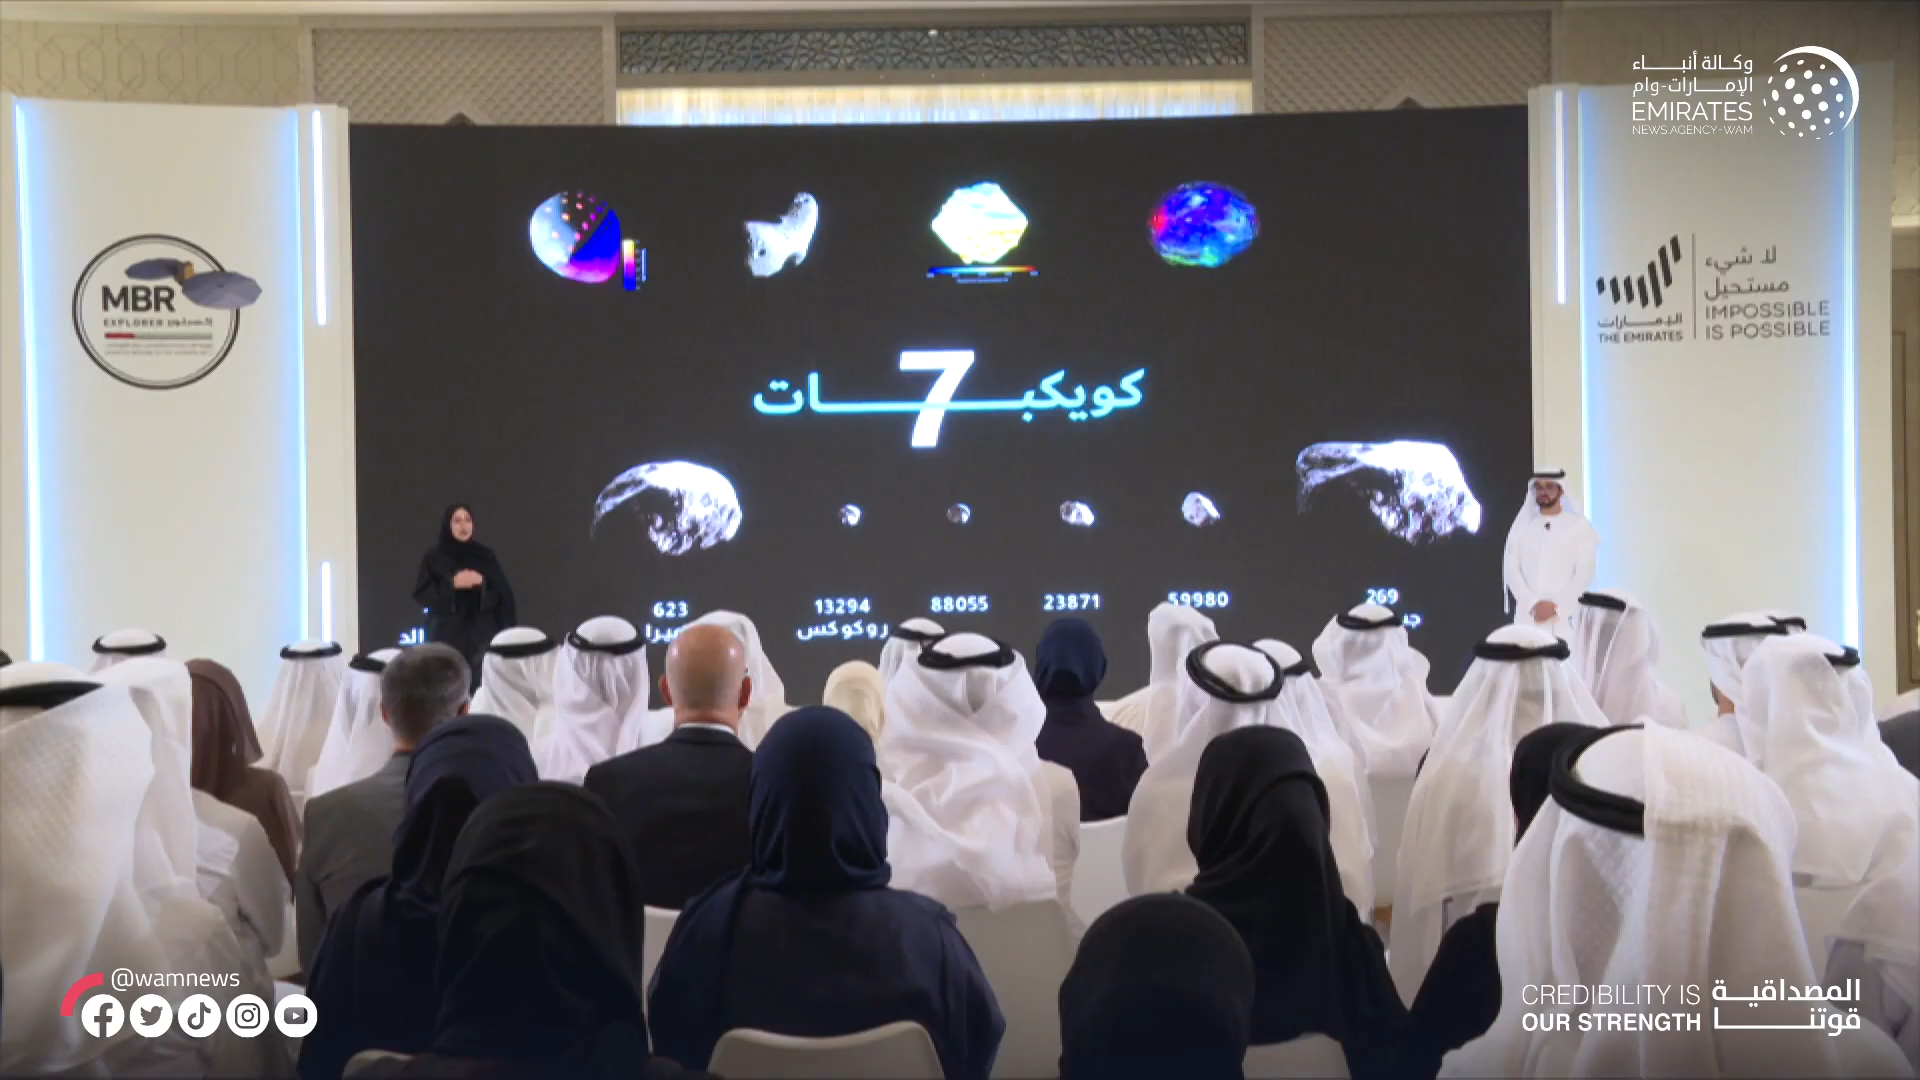 وكالة أنباء
الإمارات-وام
EMIRATES
NEWS AGENCY-WAM
MBR
EXPLORER
لا شيء
مستحيل
IMPOSSIBLE
IS POSSIBLE
الإمارات
THE EMIRATES
7 كويكبات
623
13294
88055
23871
59980
269
روكوكس
@wamnews
CREDIBILITY IS
OUR STRENGTH
المصداقية
قوتنا